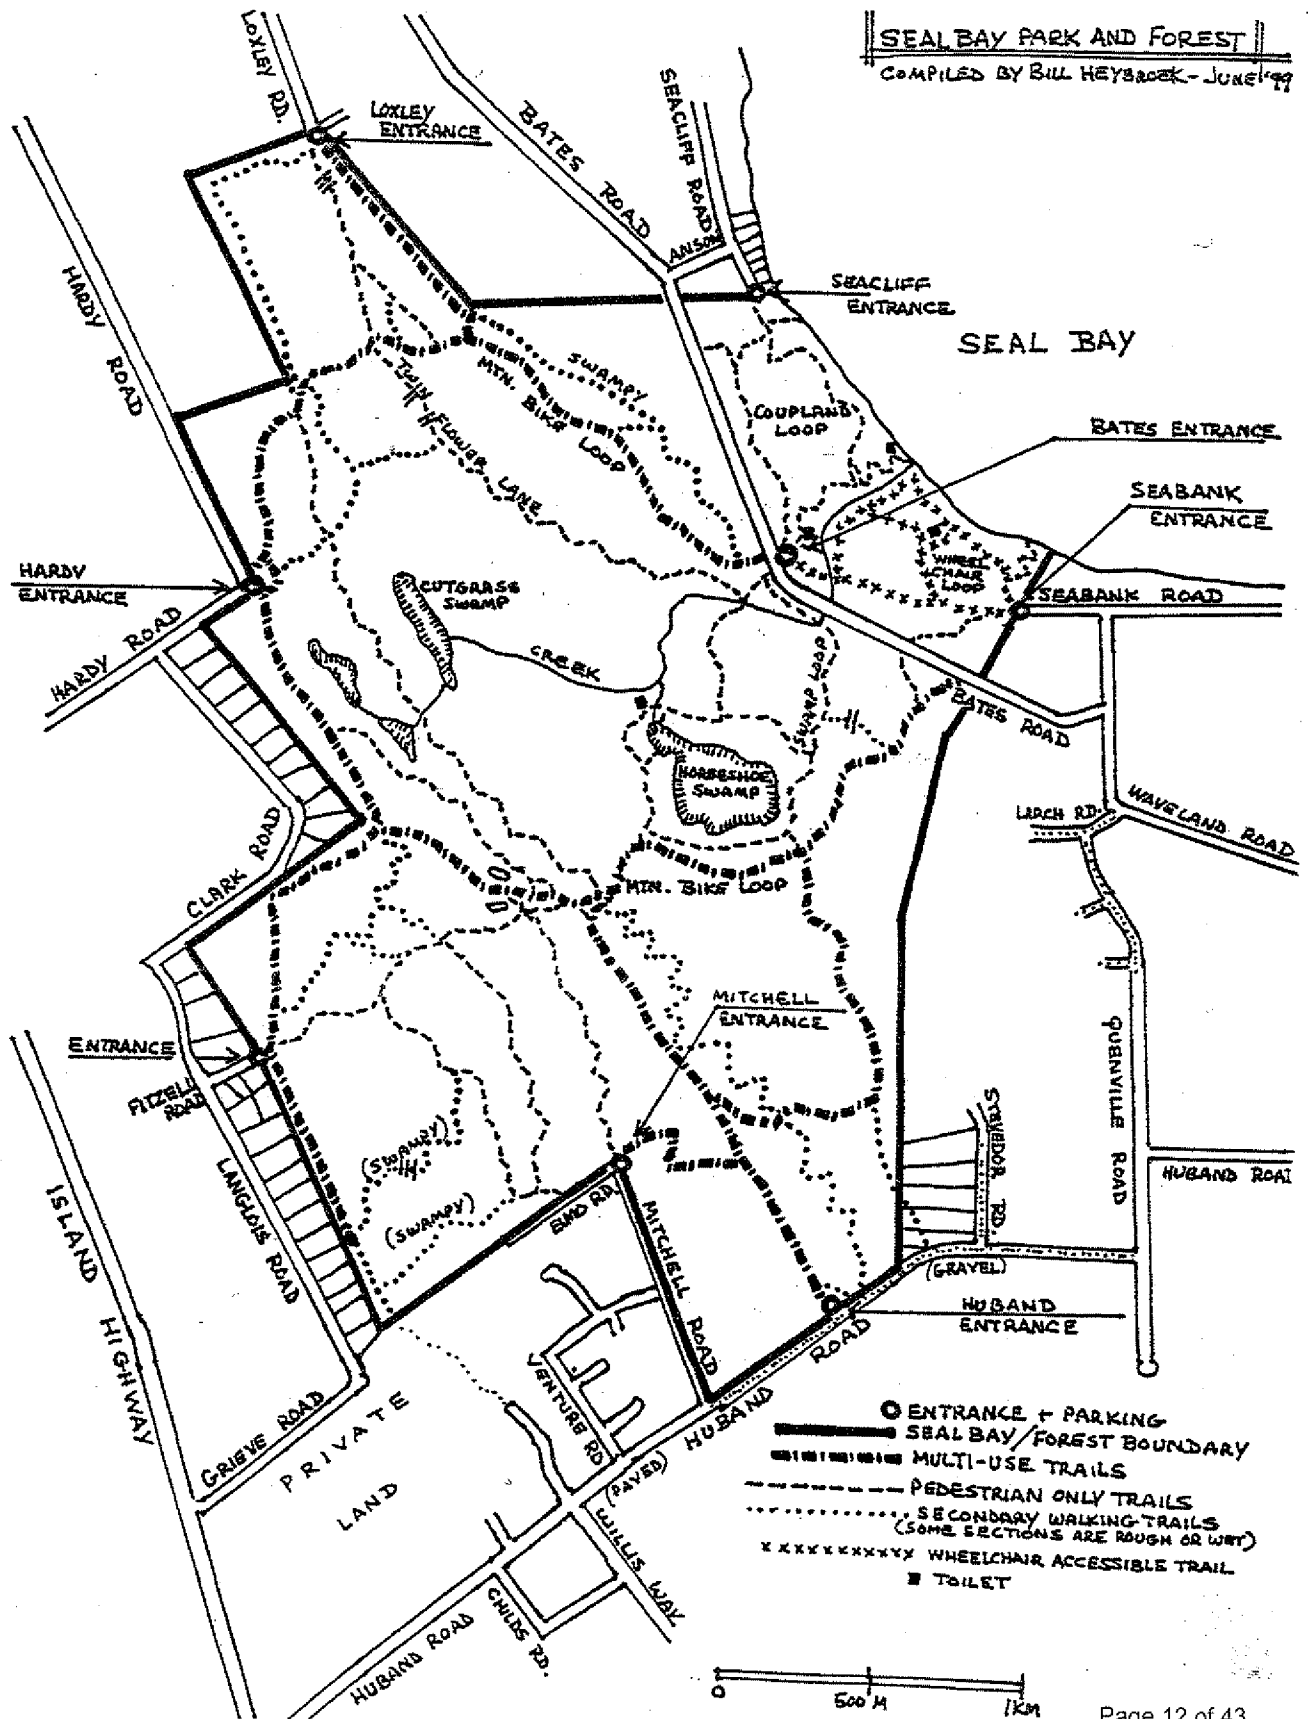 SEAL BAY PARK AND FOREST
COMPILED BY BILL HEYBROEK - JUNE '99
LOXLEY RD.
LOXLEY
ENTRANCE
BATES ROAD
SEACLIFF ROAD
ANSON
HARDY ROAD
SEACLIFF
ENTRANCE
SEAL BAY
SWAMPY
MTN. BIKE LOOP
TWIN FLOWER LANE
COUPLAND
LOOP
BATES ENTRANCE
SEABANK
ENTRANCE
HARDY
ENTRANCE
CUTGRASS
SWAMP
WHEEL
CHAIR
LOOP
SEABANK ROAD
HARDY ROAD
CREEK
SWAMP LOOP
BATES ROAD
HORSESHOE
SWAMP
LARCH RD.
WAVELAND ROAD
CLARK ROAD
MTN. BIKE LOOP
MITCHELL
ENTRANCE
ENTRANCE
FITZELL
ROAD
QUENVILLE ROAD
(SWAMPY)
STREVEDOR RD
HUBAND ROAD
ISLAND HIGHWAY
LANGLOIS ROAD
(SWAMPY)
ELMO RD.
MITCHELL ROAD
(GRAVEL)
HUBAND
ENTRANCE
VENTURE RD
HUBAND ROAD
GRIEVE ROAD
PRIVATE
LAND
(PAVED)
WILLIS WAY
CHILDS RD.
HUBAND ROAD
ENTRANCE + PARKING
SEAL BAY/FOREST BOUNDARY
MULTI-USE TRAILS
PEDESTRIAN ONLY TRAILS
SECONDARY WALKING TRAILS
(SOME SECTIONS ARE ROUGH OR WET)
WHEELCHAIR ACCESSIBLE TRAIL
TOILET
0 500 M 1KM
Page 12 of 43